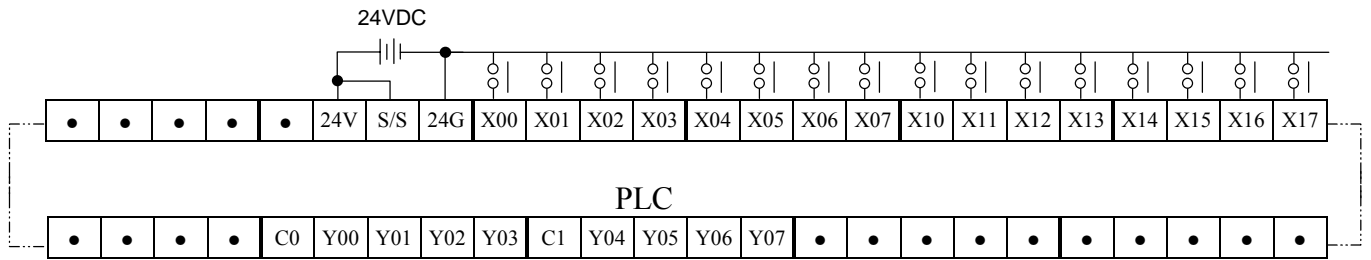 24VDC
24V S/S 24G X00 X01 X02 X03 X04 X05 X06 X07 X10 X11 X12 X13 X14 X15 X16 X17
PLC
C0 Y00 Y01 Y02 Y03 C1 Y04 Y05 Y06 Y07